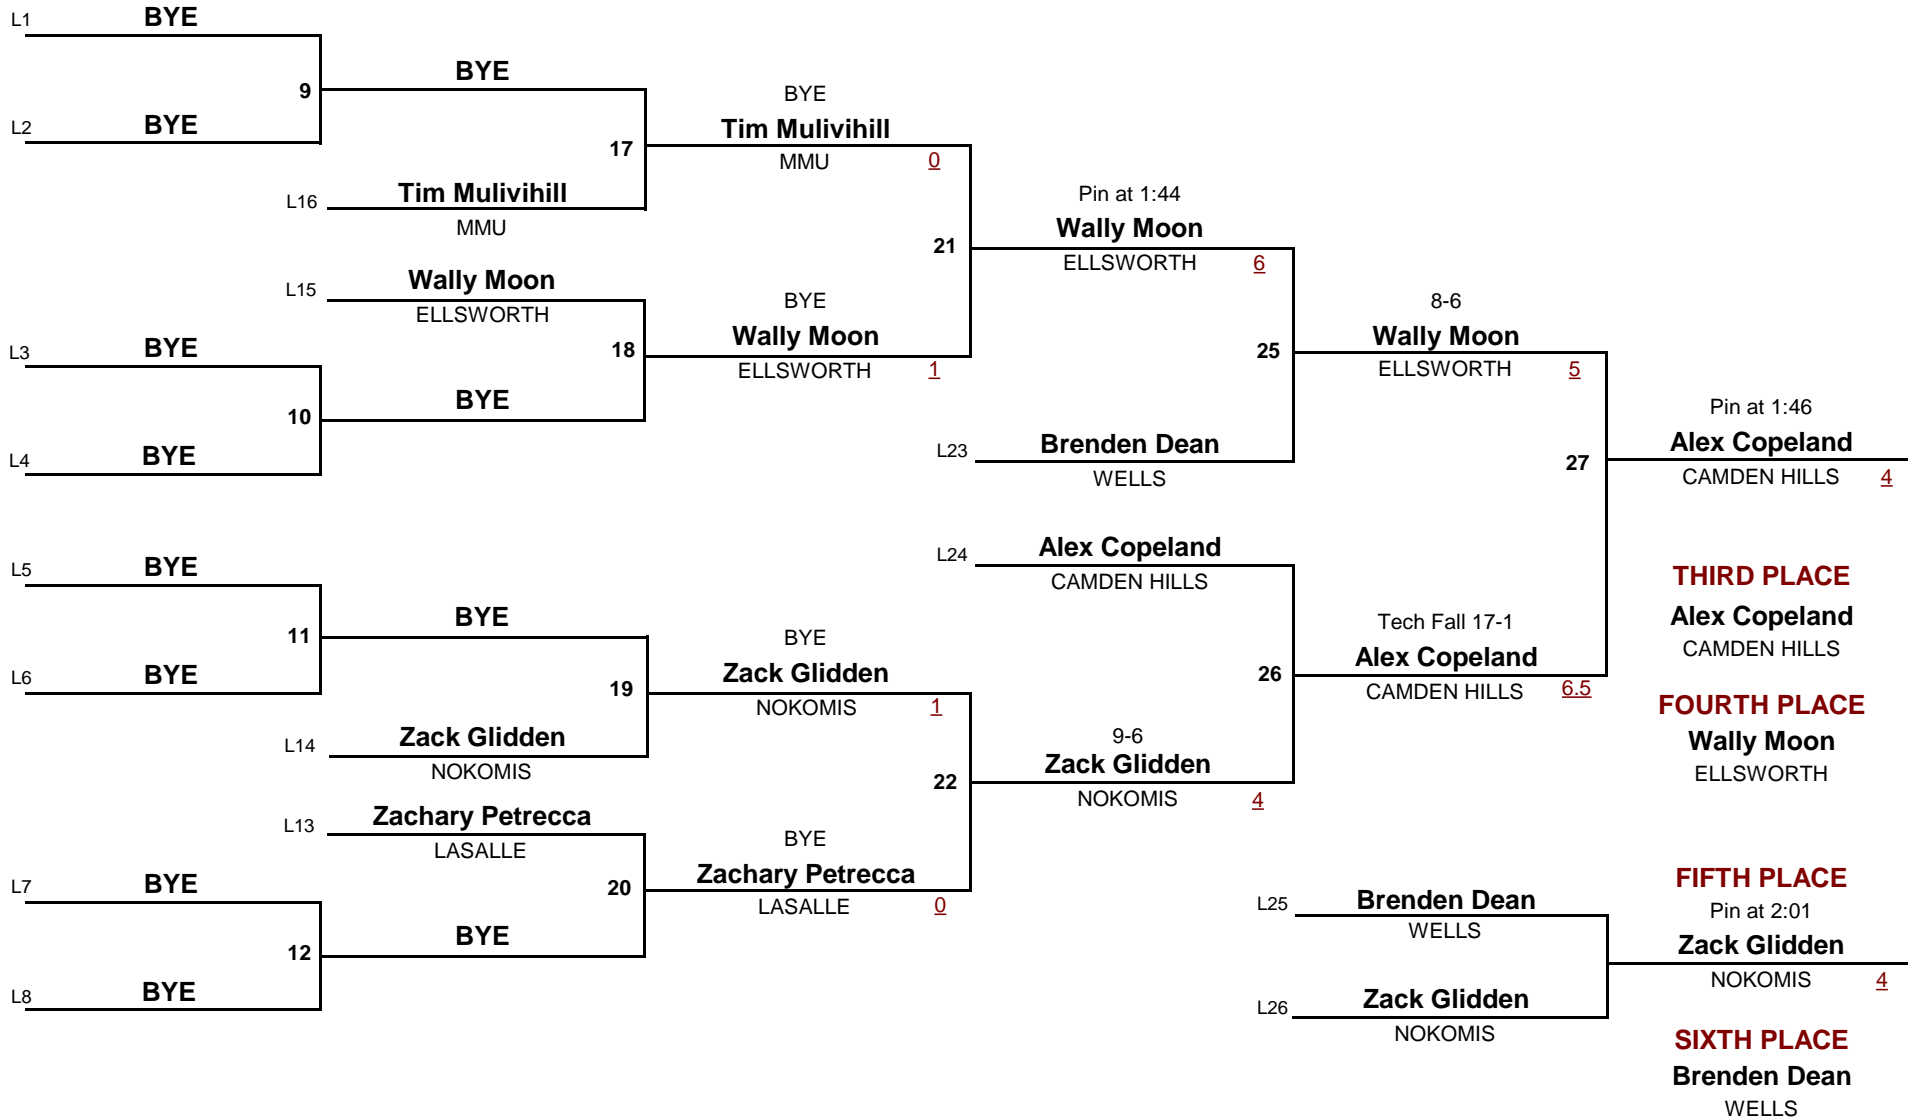 L1 BYE
9
L2 BYE
BYE
17
L16 Tim Mulivihill
MMU
BYE
Tim Mulivihill
MMU 0
L15 Wally Moon
ELLSWORTH
L3 BYE
10
L4 BYE
BYE
18
BYE
Wally Moon
ELLSWORTH 1
21
Pin at 1:44
Wally Moon
ELLSWORTH 6
25
L23 Brenden Dean
WELLS
8-6
Wally Moon
ELLSWORTH 5
27
Pin at 1:46
Alex Copeland
CAMDEN HILLS 4
L5 BYE
11
L6 BYE
BYE
19
L14 Zack Glidden
NOKOMIS
BYE
Zack Glidden
NOKOMIS 1
L13 Zachary Petrecca
LASALLE
L7 BYE
12
L8 BYE
BYE
20
BYE
Zachary Petrecca
LASALLE 0
22
9-6
Zack Glidden
NOKOMIS 4
L24 Alex Copeland
CAMDEN HILLS
26
Tech Fall 17-1
Alex Copeland
CAMDEN HILLS 6.5
THIRD PLACE
Alex Copeland
CAMDEN HILLS
FOURTH PLACE
Wally Moon
ELLSWORTH
L25 Brenden Dean
WELLS
L26 Zack Glidden
NOKOMIS
FIFTH PLACE
Pin at 2:01
Zack Glidden
NOKOMIS 4
SIXTH PLACE
Brenden Dean
WELLS